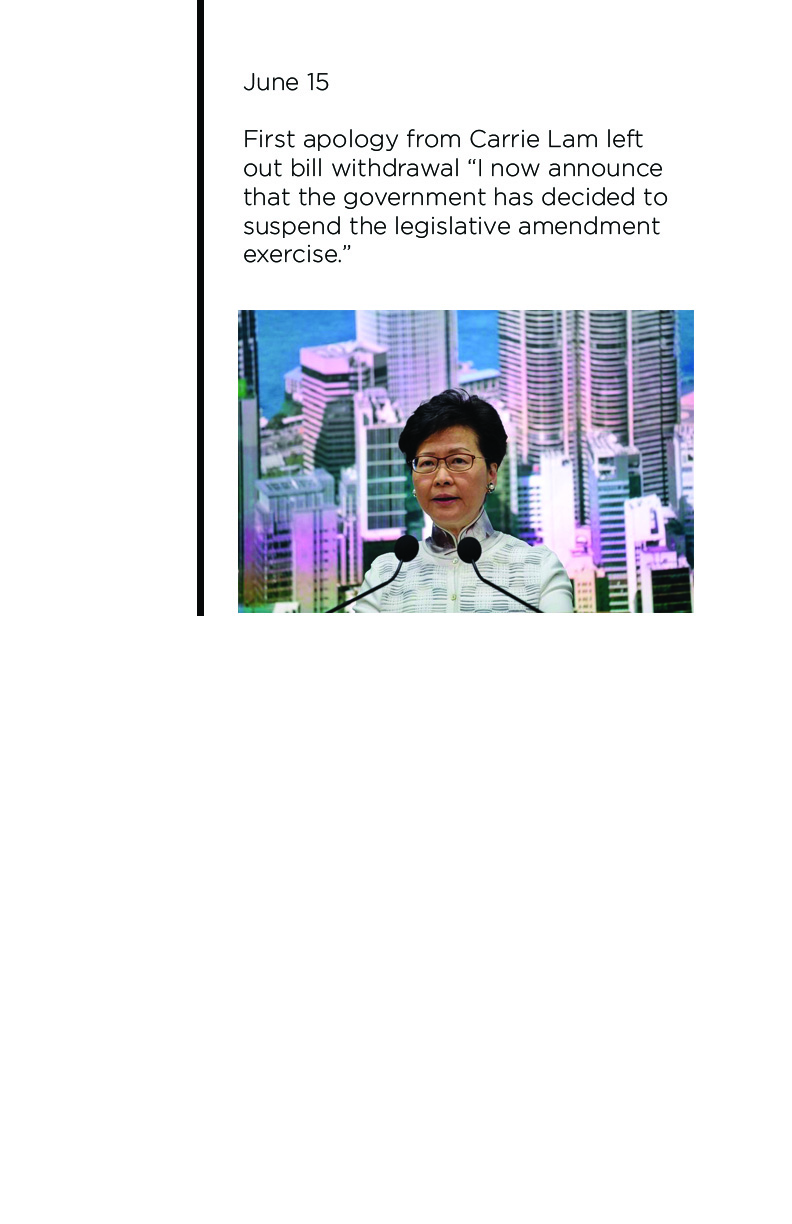 June 15
First apology from Carrie Lam left
out bill withdrawal “I now announce
that the government has decided to
suspend the legislative amendment
exercise.”